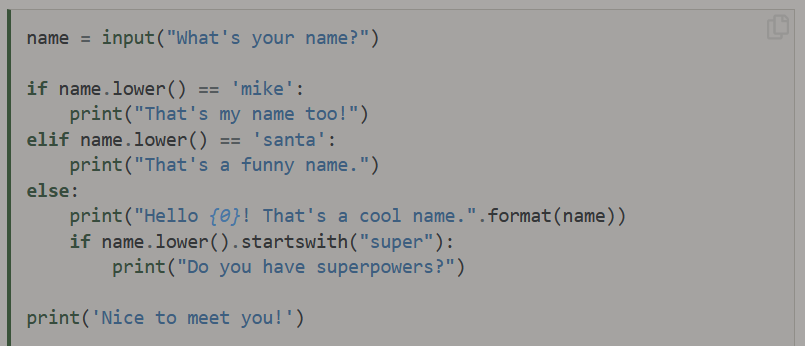 name = input("What's your name?")
if name.lower() == 'mike':
    print("That's my name too!")
elif name.lower() == 'santa':
    print("That's a funny name.")
else:
    print("Hello {0}! That's a cool name.".format(name))
    if name.lower().startswith("super"):
        print("Do you have superpowers?")
print('Nice to meet you!')